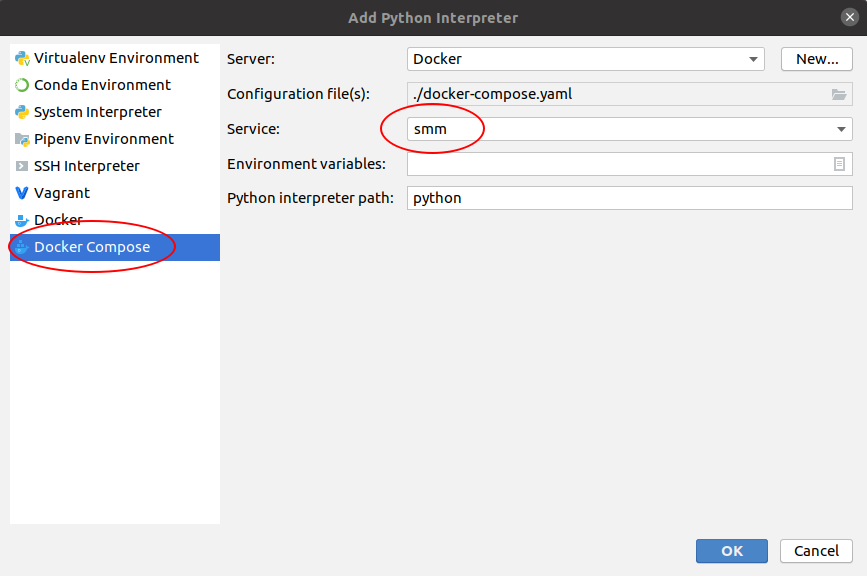 Add Python Interpreter
Virtualenv Environment
Conda Environment
System Interpreter
Pipenv Environment
SSH Interpreter
Vagrant
Docker
Docker Compose
Server: Docker New...
Configuration file(s): ./docker-compose.yaml
Service: smm
Environment variables:
Python interpreter path: python
OK Cancel